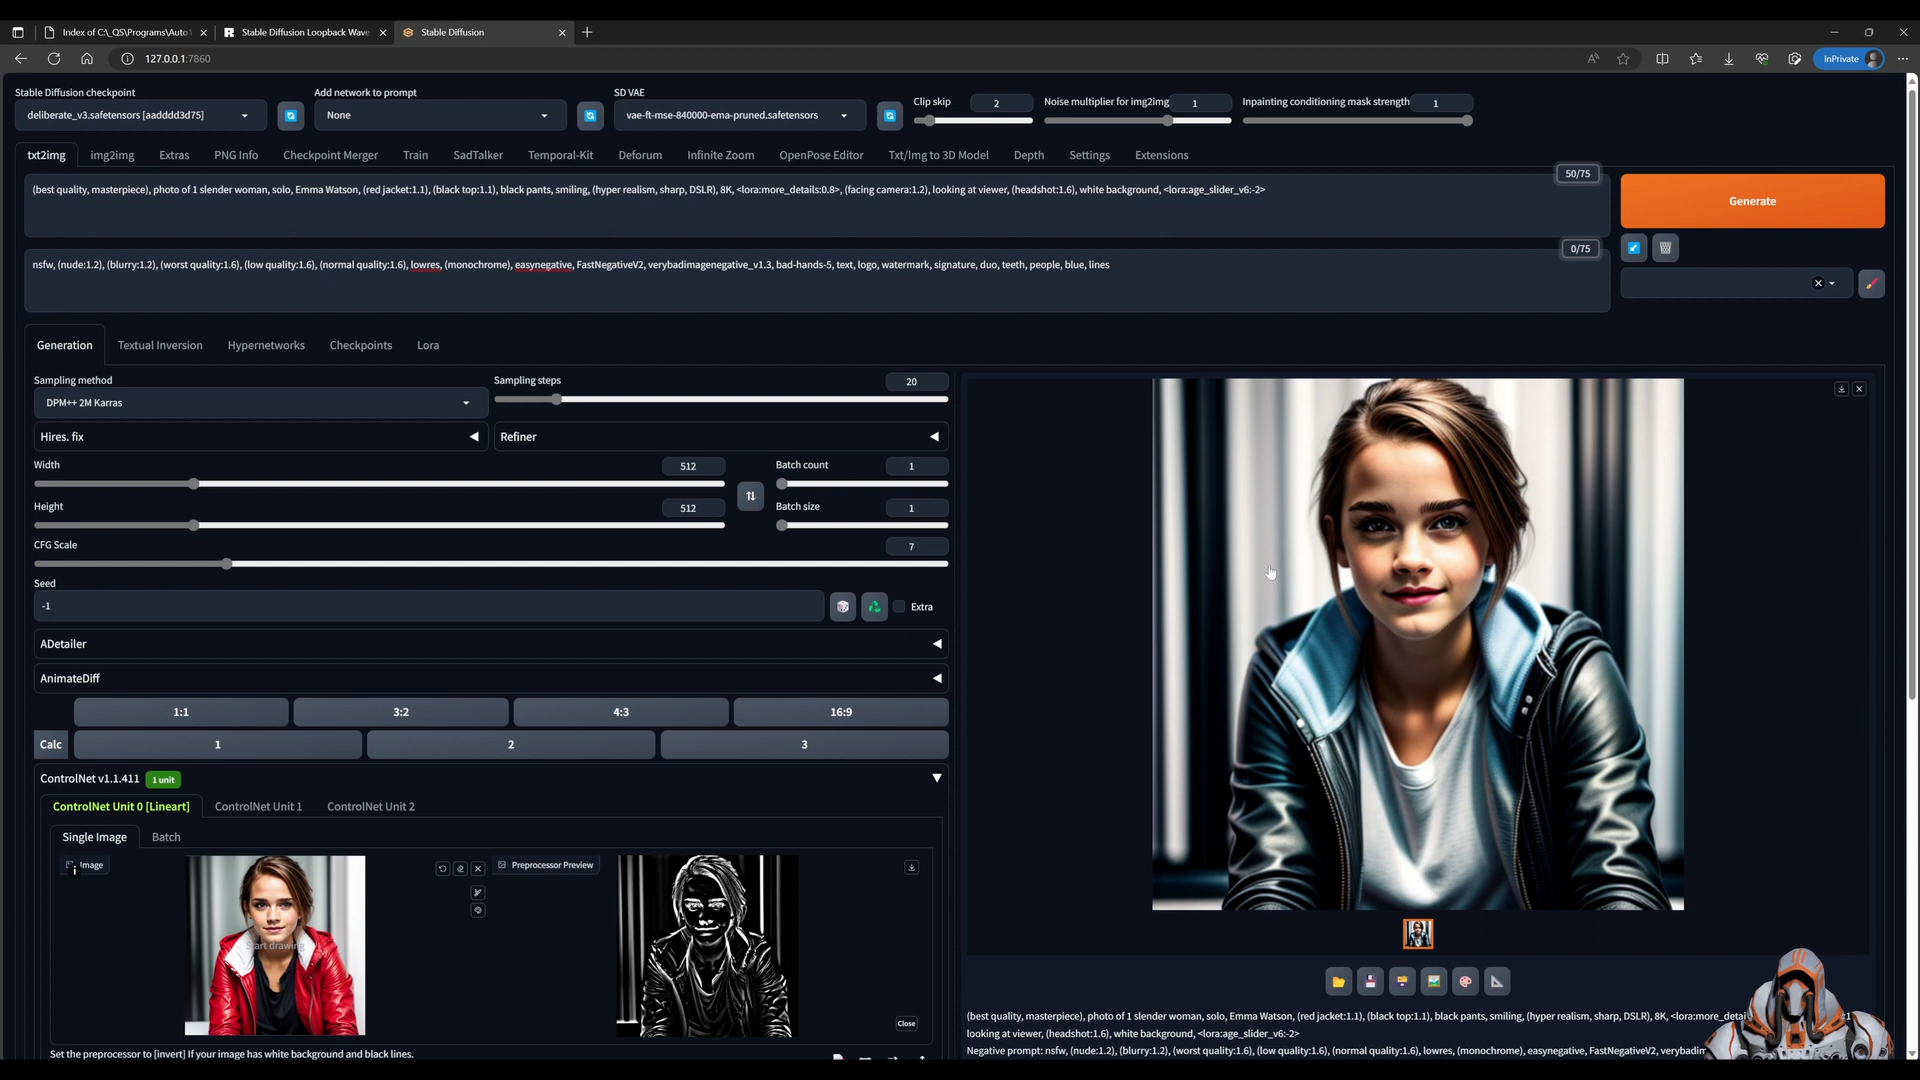 Index of C:\_QS\Programs\Auto1
Stable Diffusion Loopback Wave
Stable Diffusion
127.0.0.1:7860
InPrivate
Stable Diffusion checkpoint
Add network to prompt
SD VAE
Clip skip
2
Noise multiplier for img2img
1
Inpainting conditioning mask strength
1
deliberate_v3.safetensors [aadddd3d75]
None
vae-ft-mse-840000-ema-pruned.safetensors
txt2img
img2img
Extras
PNG Info
Checkpoint Merger
Train
SadTalker
Temporal-Kit
Deforum
Infinite Zoom
OpenPose Editor
Txt/Img to 3D Model
Depth
Settings
Extensions
50/75
(best quality, masterpiece), photo of 1 slender woman, solo, Emma Watson, (red jacket:1.1), (black top:1.1), black pants, smiling, (hyper realism, sharp, DSLR), 8K, <lora:more_details:0.8>, (facing camera:1.2), looking at viewer, (headshot:1.6), white background, <lora:age_slider_v6:-2>
Generate
0/75
nsfw, (nude:1.2), (blurry:1.2), (worst quality:1.6), (low quality:1.6), (normal quality:1.6), lowres, (monochrome), easynegative, FastNegativeV2, verybadimagenegative_v1.3, bad-hands-5, text, logo, watermark, signature, duo, teeth, people, blue, lines
Generation
Textual Inversion
Hypernetworks
Checkpoints
Lora
Sampling method
DPM++ 2M Karras
Sampling steps
20
Hires. fix
Refiner
Width
512
Batch count
1
Height
512
Batch size
1
CFG Scale
7
Seed
-1
Extra
ADetailer
AnimateDiff
1:1
3:2
4:3
16:9
Calc
1
2
3
ControlNet v1.1.411
1 unit
ControlNet Unit 0 [Lineart]
ControlNet Unit 1
ControlNet Unit 2
Single Image
Batch
Image
Preprocessor Preview
Start drawing
Close
Set the preprocessor to [invert] If your image has white background and black lines.
(best quality, masterpiece), photo of 1 slender woman, solo, Emma Watson, (red jacket:1.1), (black top:1.1), black pants, smiling, (hyper realism, sharp, DSLR), 8K, <lora:more_detai
looking at viewer, (headshot:1.6), white background, <lora:age_slider_v6:-2>
Negative prompt: nsfw, (nude:1.2), (blurry:1.2), (worst quality:1.6), (low quality:1.6), (normal quality:1.6), lowres, (monochrome), easynegative, FastNegativeV2, verybadim